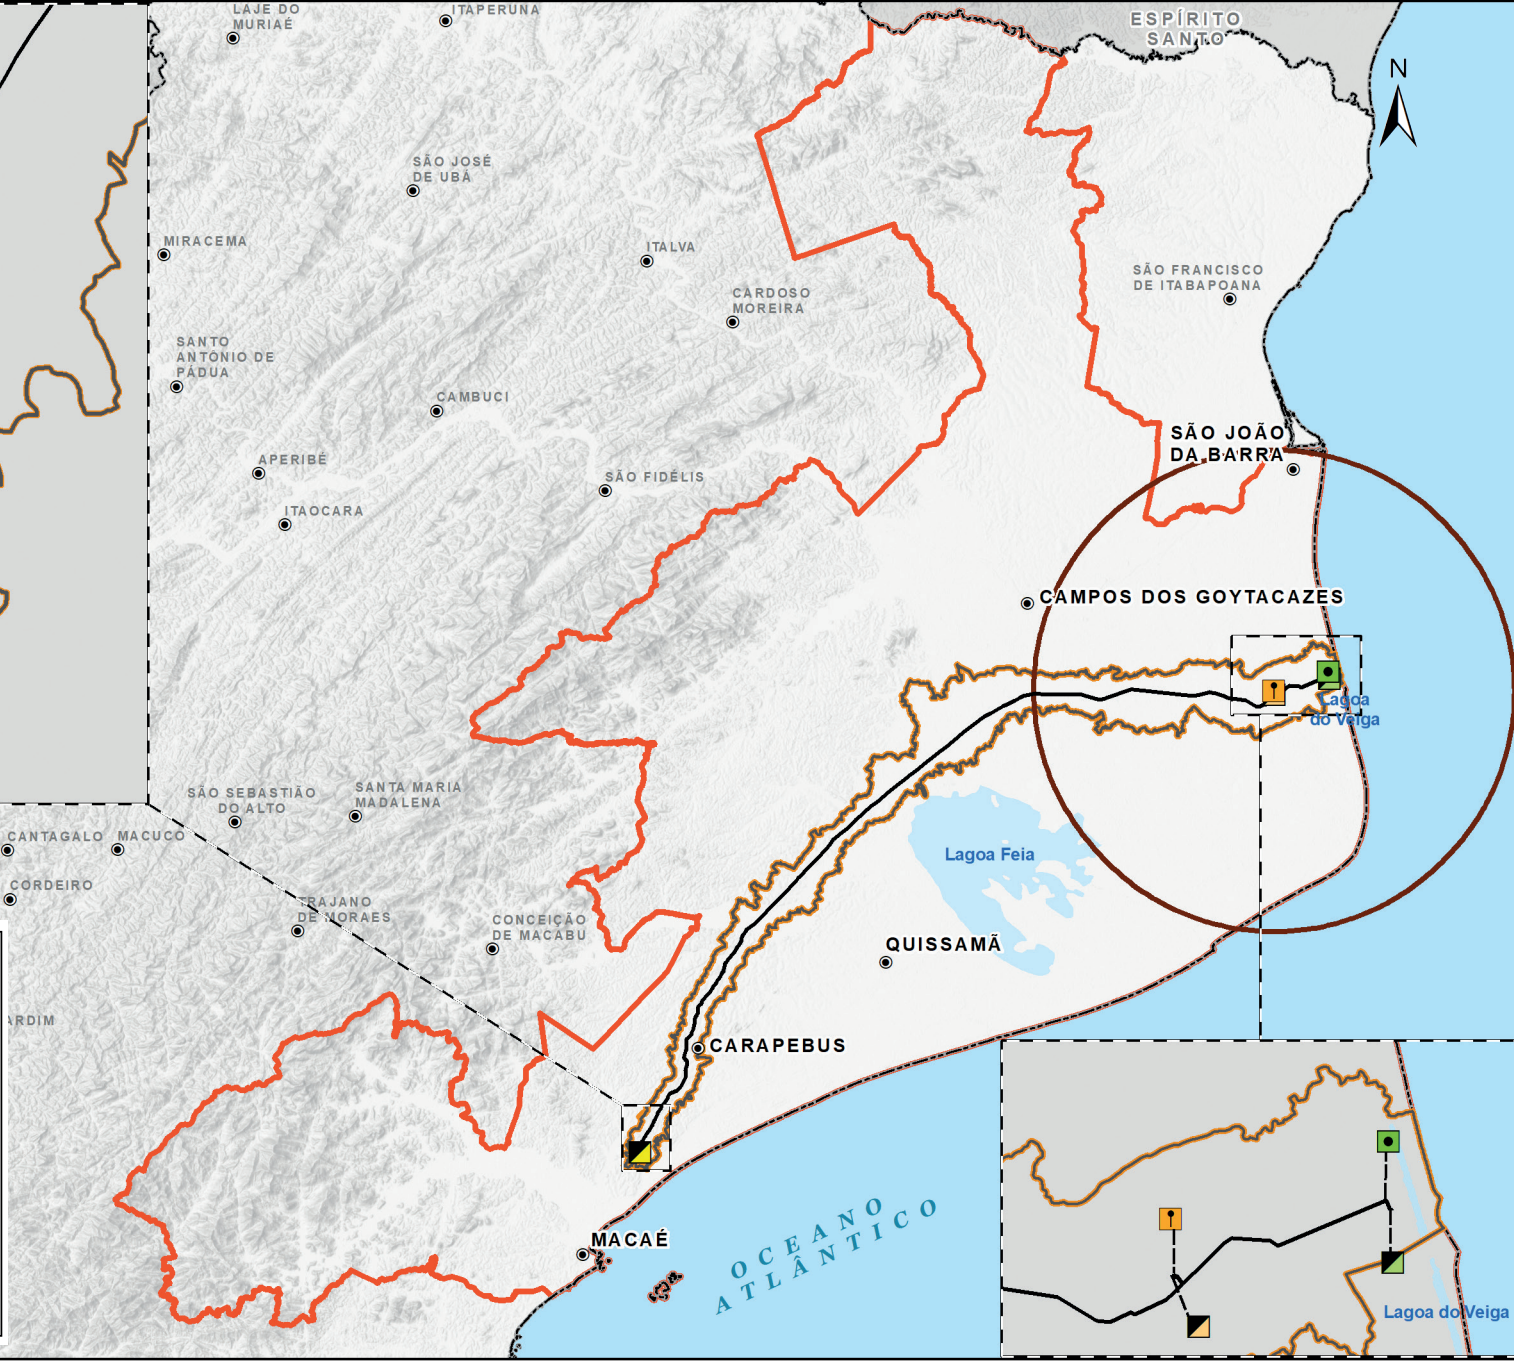 LAJE DO
MURIAÉ
ITAPERUNA
ESPÍRITO
SANTO
N
SÃO JOSÉ
DE UBÁ
MIRACEMA
ITALVA
SÃO FRANCISCO
DE ITABAPOANA
CARDOSO
MOREIRA
SANTO
ANTÔNIO DE
PÁDUA
CAMBUCI
SÃO JOÃO
DA BARRA
APERIBÉ
SÃO FIDÉLIS
ITAOCARA
CAMPOS DOS GOYTACAZES
Lagoa
do Veiga
SÃO SEBASTIÃO
DO ALTO
SANTA MARIA
MADALENA
CANTAGALO
MACUCO
Lagoa Feia
CORDEIRO
TRAJANO
DE MORAES
CONCEIÇÃO
DE MACABU
QUISSAMÃ
ARDIM
CARAPEBUS
MACAÉ
OCEANO
ATLÂNTICO
Lagoa do Veiga